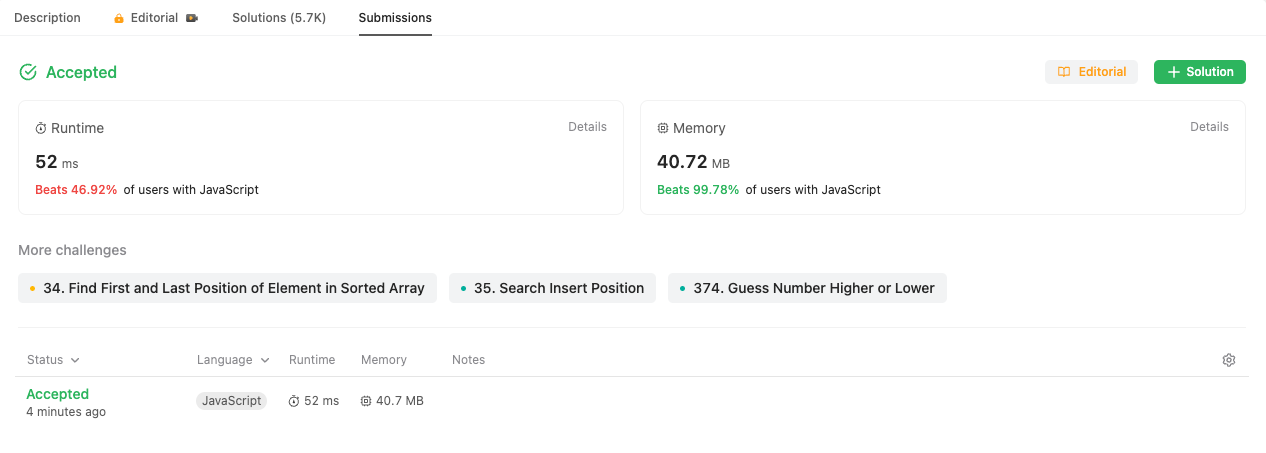 Description Editorial Solutions (5.7K) Submissions
Accepted Editorial Solution
Runtime Details
52 ms
Beats 46.92% of users with JavaScript
Memory Details
40.72 MB
Beats 99.78% of users with JavaScript
More challenges
34. Find First and Last Position of Element in Sorted Array 35. Search Insert Position 374. Guess Number Higher or Lower
Status Language Runtime Memory Notes
Accepted
4 minutes ago
JavaScript 52 ms 40.7 MB